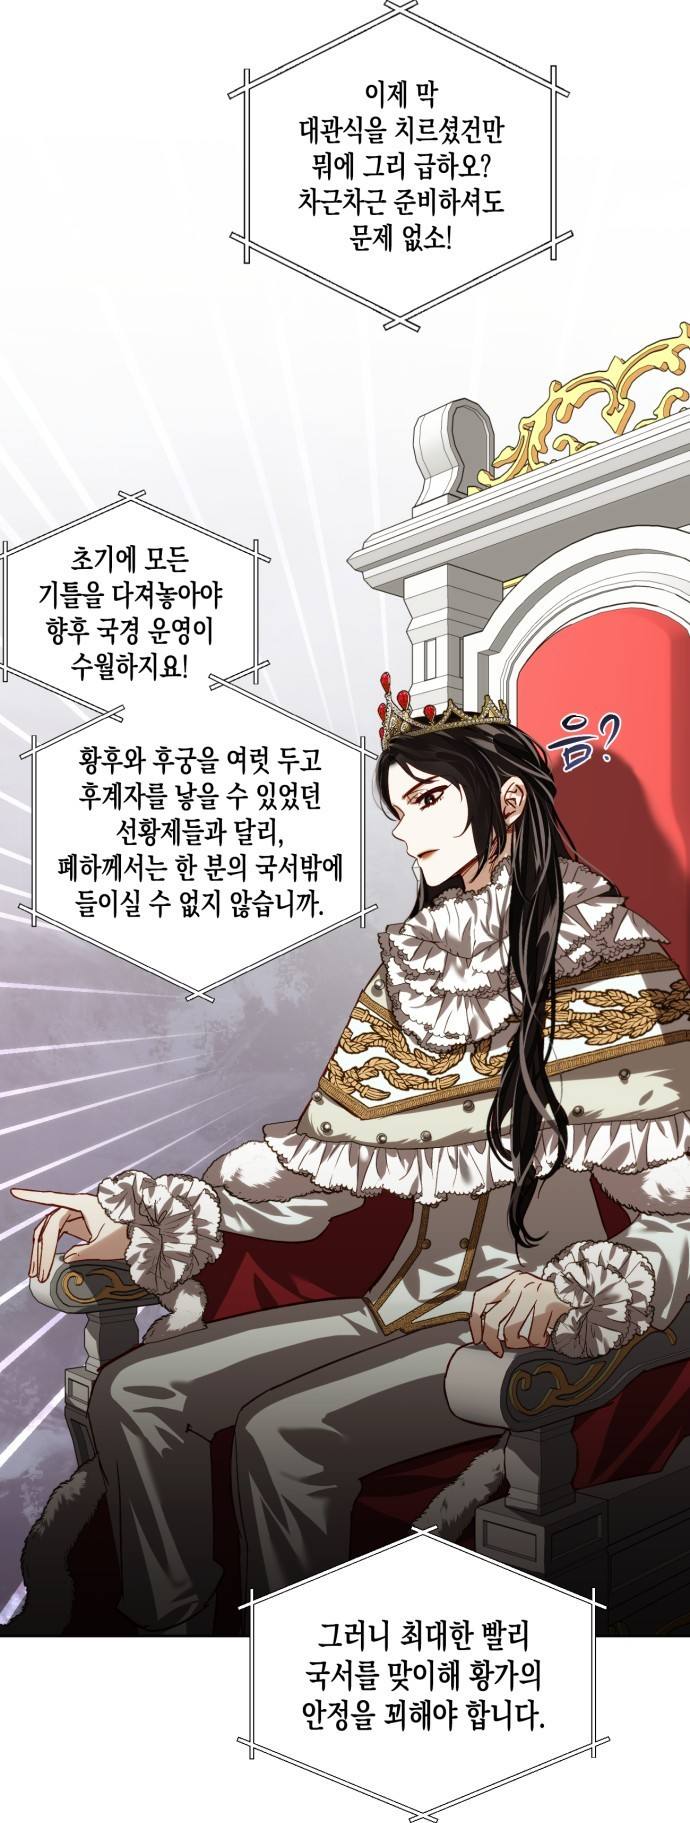 이제 막
대관식을 치르셨건만
뭐에 그리 급하오?
차근차근 준비하셔도
문제 없소!
초기에 모든
기틀을 다져놓아야
향후 국경 운영이
수월하지요!
황후와 후궁을 여럿 두고
후계자를 낳을 수 있었던
선황제들과 달리,
폐하께서는 한 분의 국서밖에
들이실 수 없지 않습니까.
음?
그러니 최대한 빨리
국서를 맞이해 황가의
안정을 꾀해야 합니다.